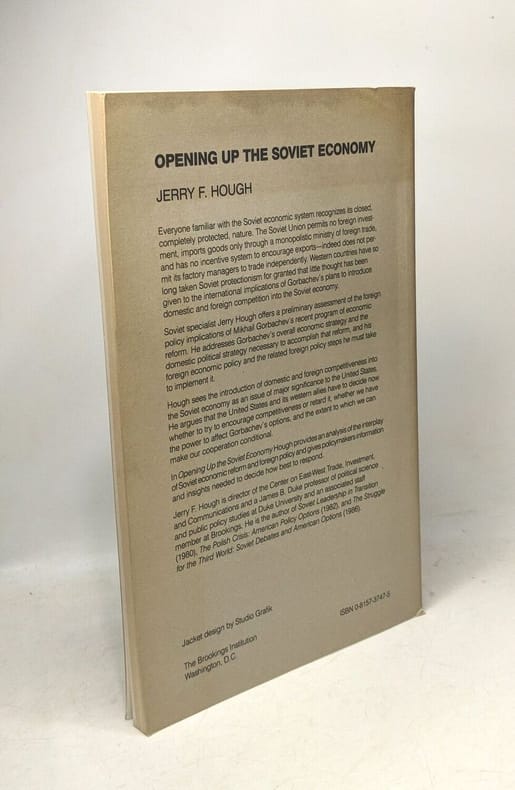 OPENING UP THE SOVIET ECONOMY
JERRY F. HOUGH
Everyone familiar with the Soviet economic system recognizes its closed,
completely protected, nature. The Soviet Union permits no foreign invest-
ment, imports goods only through a monopolistic ministry of foreign trade,
and has no incentive system to encourage exports—indeed does not per-
mit its factory managers to trade independently. Western countries have so
long taken Soviet protectionism for granted that little thought has been
given to the international implications of Gorbachev's plans to introduce
domestic and foreign competition into the Soviet economy.
Soviet specialist Jerry Hough offers a preliminary assessment of the foreign
policy implications of Mikhail Gorbachev's recent program of economic
reform. He addresses Gorbachev's overall economic strategy and the
domestic political strategy necessary to accomplish that reform, and his
foreign economic policy and the related foreign policy steps he must take
to implement it.
Hough sees the introduction of domestic and foreign competitiveness into
the Soviet economy as an issue of major significance to the United States.
He argues that the United States and its western allies have to decide now
whether to try to encourage competitiveness or retard it, whether we have
the power to affect Gorbachev's options, and the extent to which we can
make our cooperation conditional.
In Opening Up the Soviet Economy Hough provides an analysis of the interplay
of Soviet economic reform and foreign policy and gives policymakers information
and insights needed to decide how best to respond.
Jerry F. Hough is director of the Center on East-West Trade, Investment,
and Communications and a James B. Duke professor of political science
and public policy studies at Duke University and an associated staff
member at Brookings. He is the author of Soviet Leadership in Transition
(1980), The Polish Crisis: American Policy Options (1982), and The Struggle
for the Third World: Soviet Debates and American Options (1986).
Jacket design by Studio Grafik
ISBN 0-8157-3747-5
The Brookings Institution
Washington, D.C.